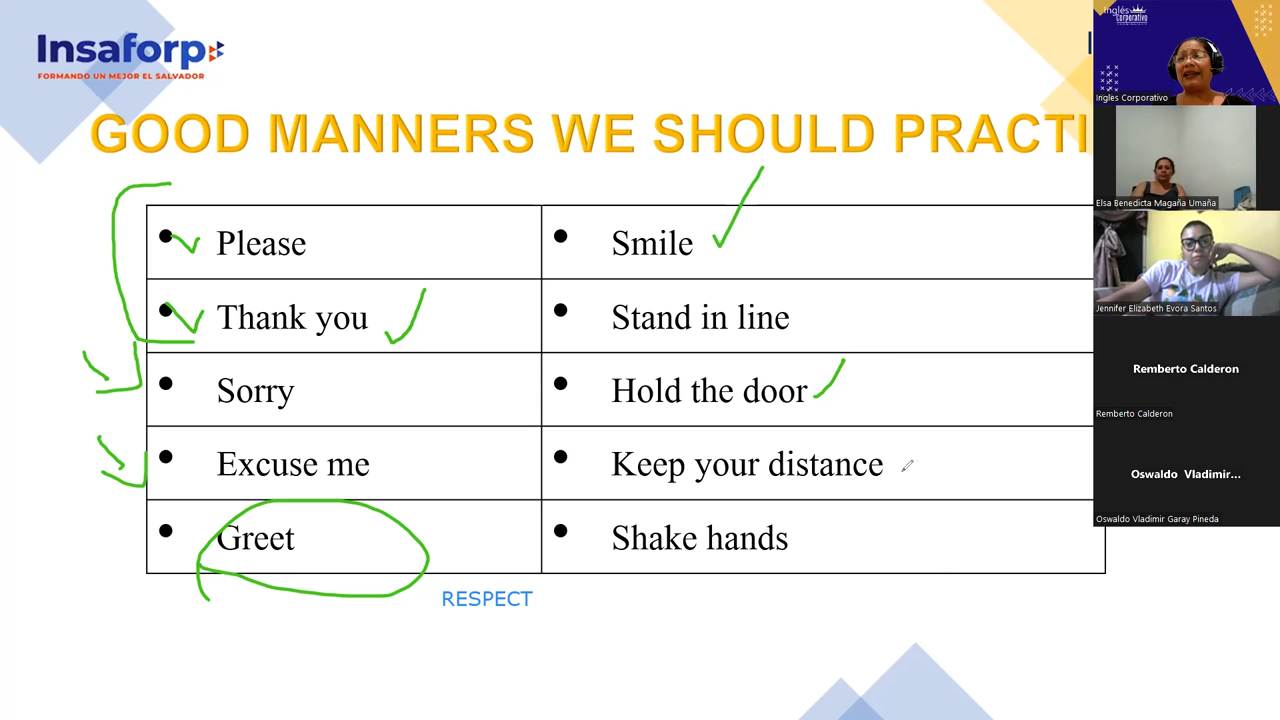 Insaforp
FORMANDO UN MEJOR EL SALVADOR
GOOD MANNERS WE SHOULD PRACTI
• Please
• Smile
• Thank you
• Stand in line
• Sorry
• Hold the door
• Excuse me
• Keep your distance
• Greet
• Shake hands
RESPECT
Inglés
Corporativo
Ingles Corporativo
Elsa Benedicta Magaña Umaña
Jennifer Elizabeth Evora Santos
Remberto Calderon
Remberto Calderon
Oswaldo Vladimir...
Oswaldo Vladimir Garay Pineda